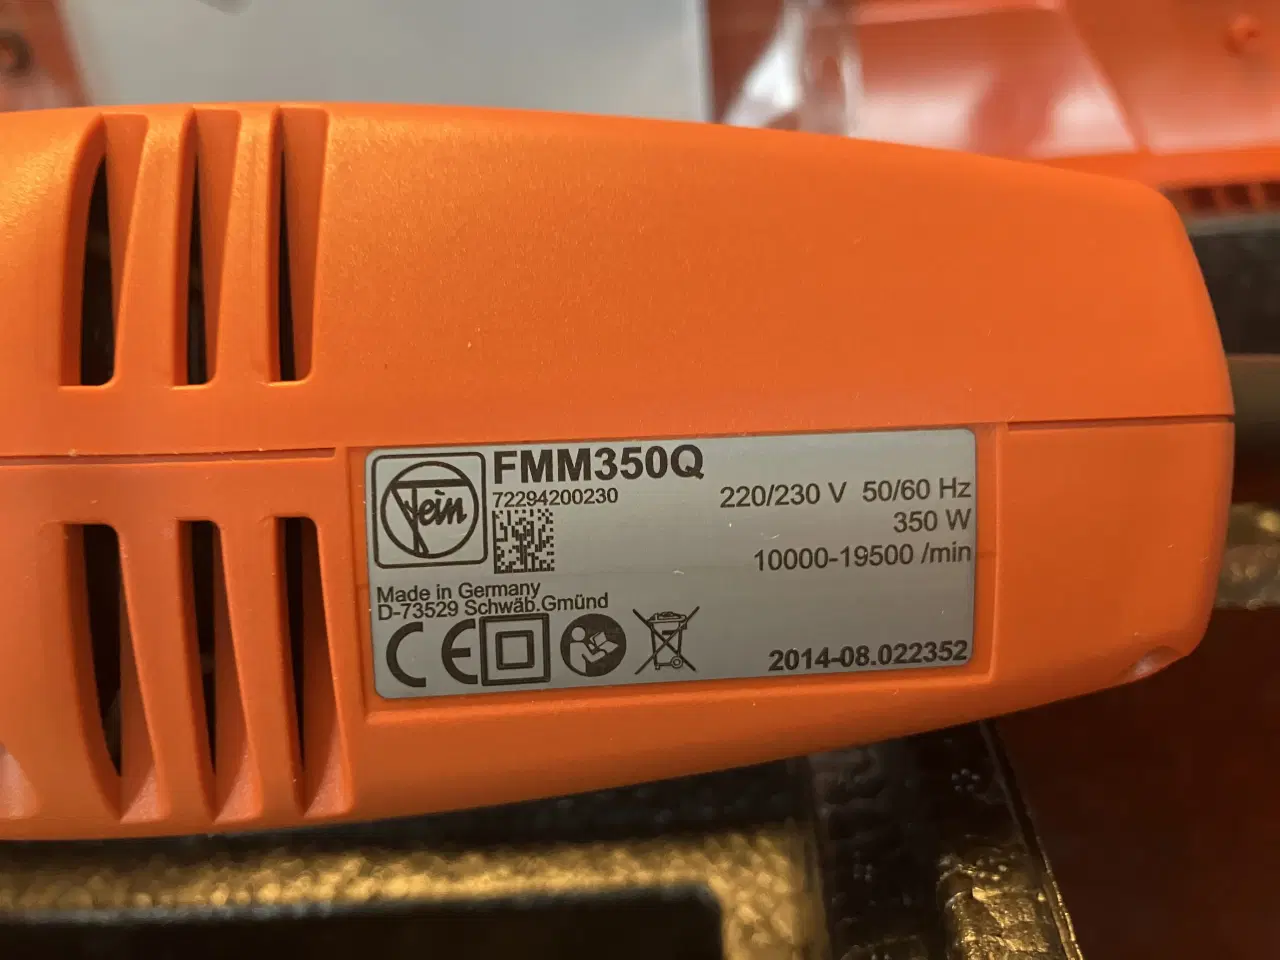 Fein
FMM350Q
72294200230
220/230 V 50/60 Hz
350 W
10000-19500 /min
Made in Germany
D-73529 Schwäb.Gmünd
CE
2014-08.022352